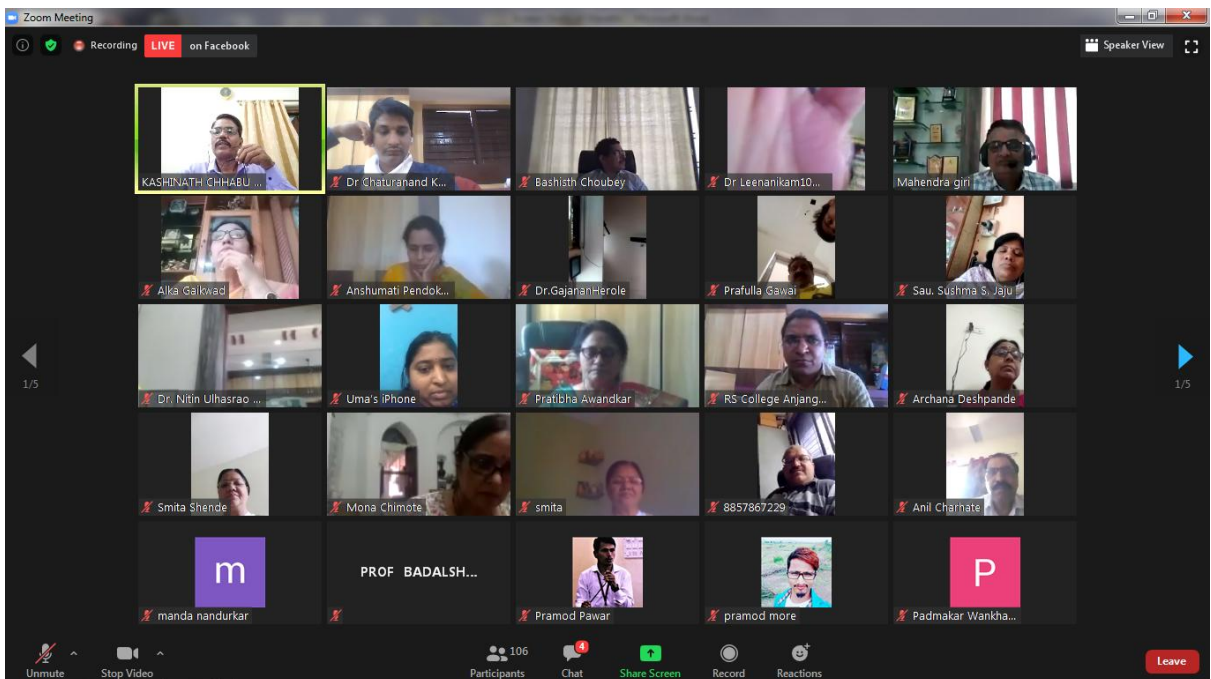 Zoom Meeting
Recording LIVE on Facebook
Speaker View
KASHINATH CHHABU ...
Dr Chaturanand K...
Bashisth Choubey
Dr Leenanikam10...
Mahendra giri
Alka Gaikwad
Anshumati Pendok...
Dr.GajananHerole
Prafulla Gawai
Sau. Sushma S. Jaju
1/5
1/5
Dr. Nitin Ulhasrao ...
Uma's iPhone
Pratibha Awandkar
RS College Anjang...
Archana Deshpande
Smita Shende
Mona Chimote
smita
8857867229
Anil Charhate
m
PROF BADALSH...
P
manda nandurkar
Pramod Pawar
pramod more
Padmakar Wankha...
106
4
Unmute
Stop Video
Participants
Chat
Share Screen
Record
Reactions
Leave